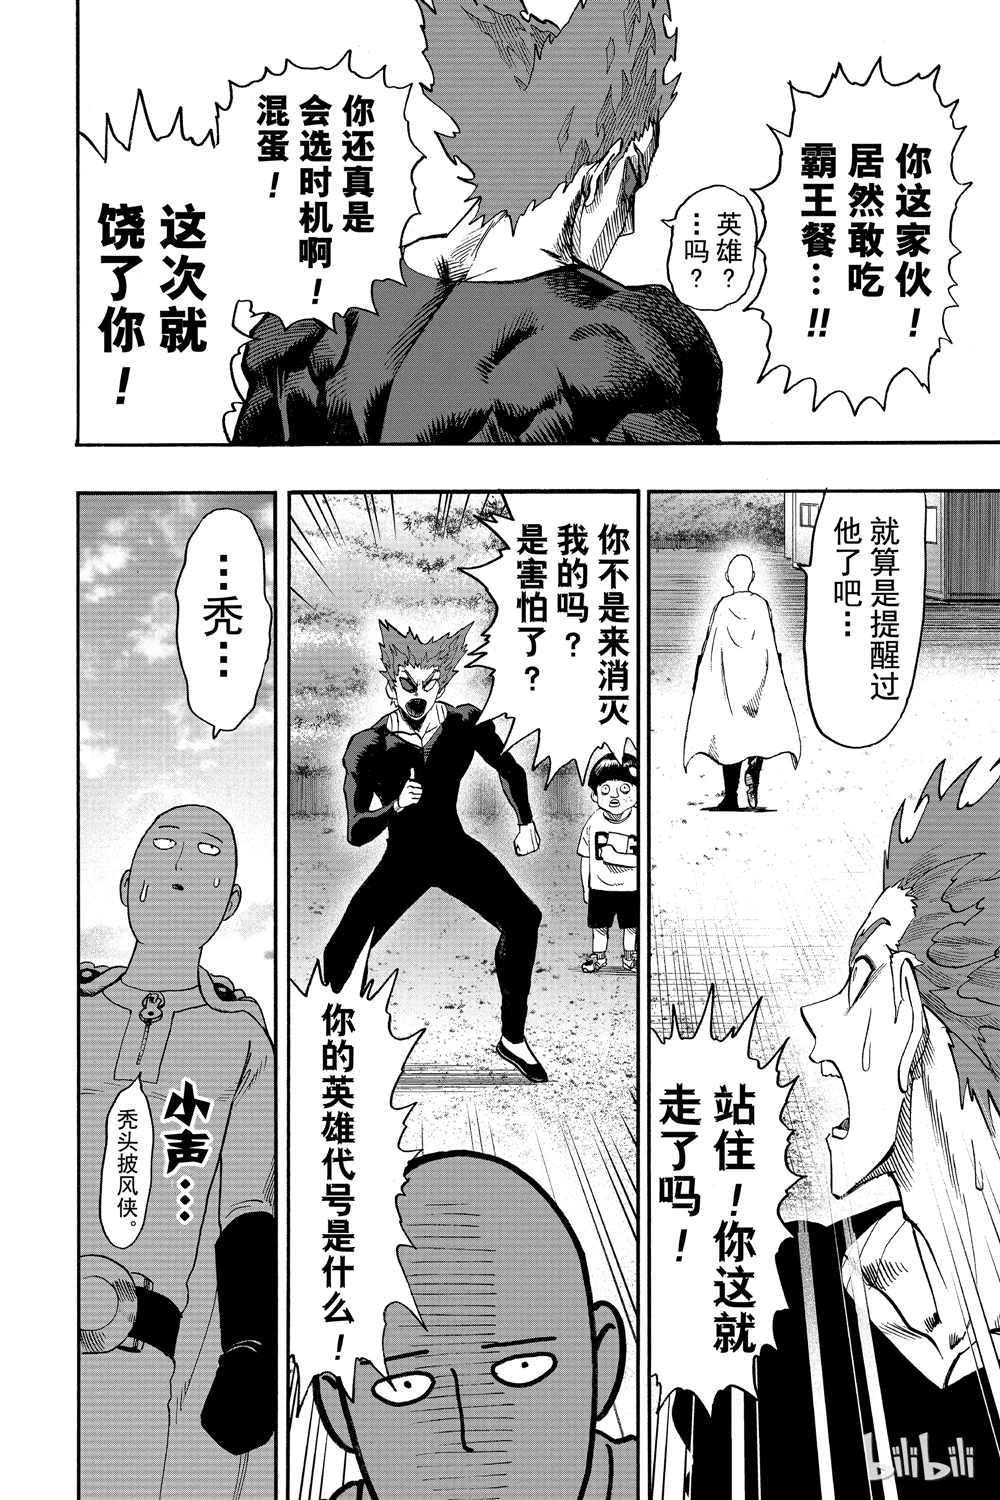 你这家伙！
居然敢吃
霸王餐…!!
英雄？
…吗？
你还真是
会选时机啊！
混蛋！
这次就
饶了你！
就算是提醒过
他了吧…
站住！你这就
走了吗！
你不是来消灭
我的吗？
是害怕了？
你的英雄代号是什么！
…秃…
小声…
秃头披风侠。
PG
bilibili